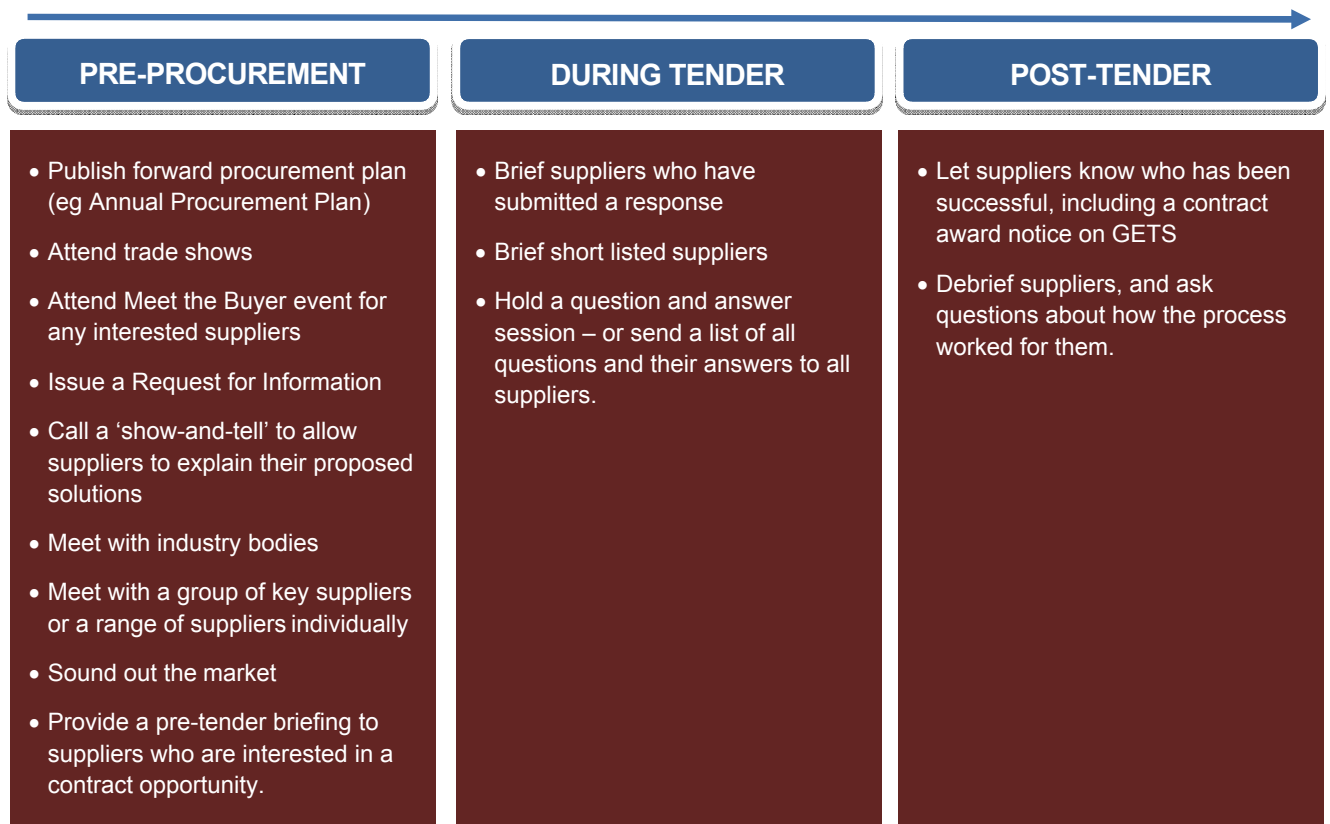 PRE-PROCUREMENT
• Publish forward procurement plan
(eg Annual Procurement Plan)
• Attend trade shows
• Attend Meet the Buyer event for
any interested suppliers
• Issue a Request for Information
• Call a ‘show-and-tell’ to allow
suppliers to explain their proposed
solutions
• Meet with industry bodies
• Meet with a group of key suppliers
or a range of suppliers individually
• Sound out the market
• Provide a pre-tender briefing to
suppliers who are interested in a
contract opportunity.
DURING TENDER
• Brief suppliers who have
submitted a response
• Brief short listed suppliers
• Hold a question and answer
session – or send a list of all
questions and their answers to all
suppliers.
POST-TENDER
• Let suppliers know who has been
successful, including a contract
award notice on GETS
• Debrief suppliers, and ask
questions about how the process
worked for them.